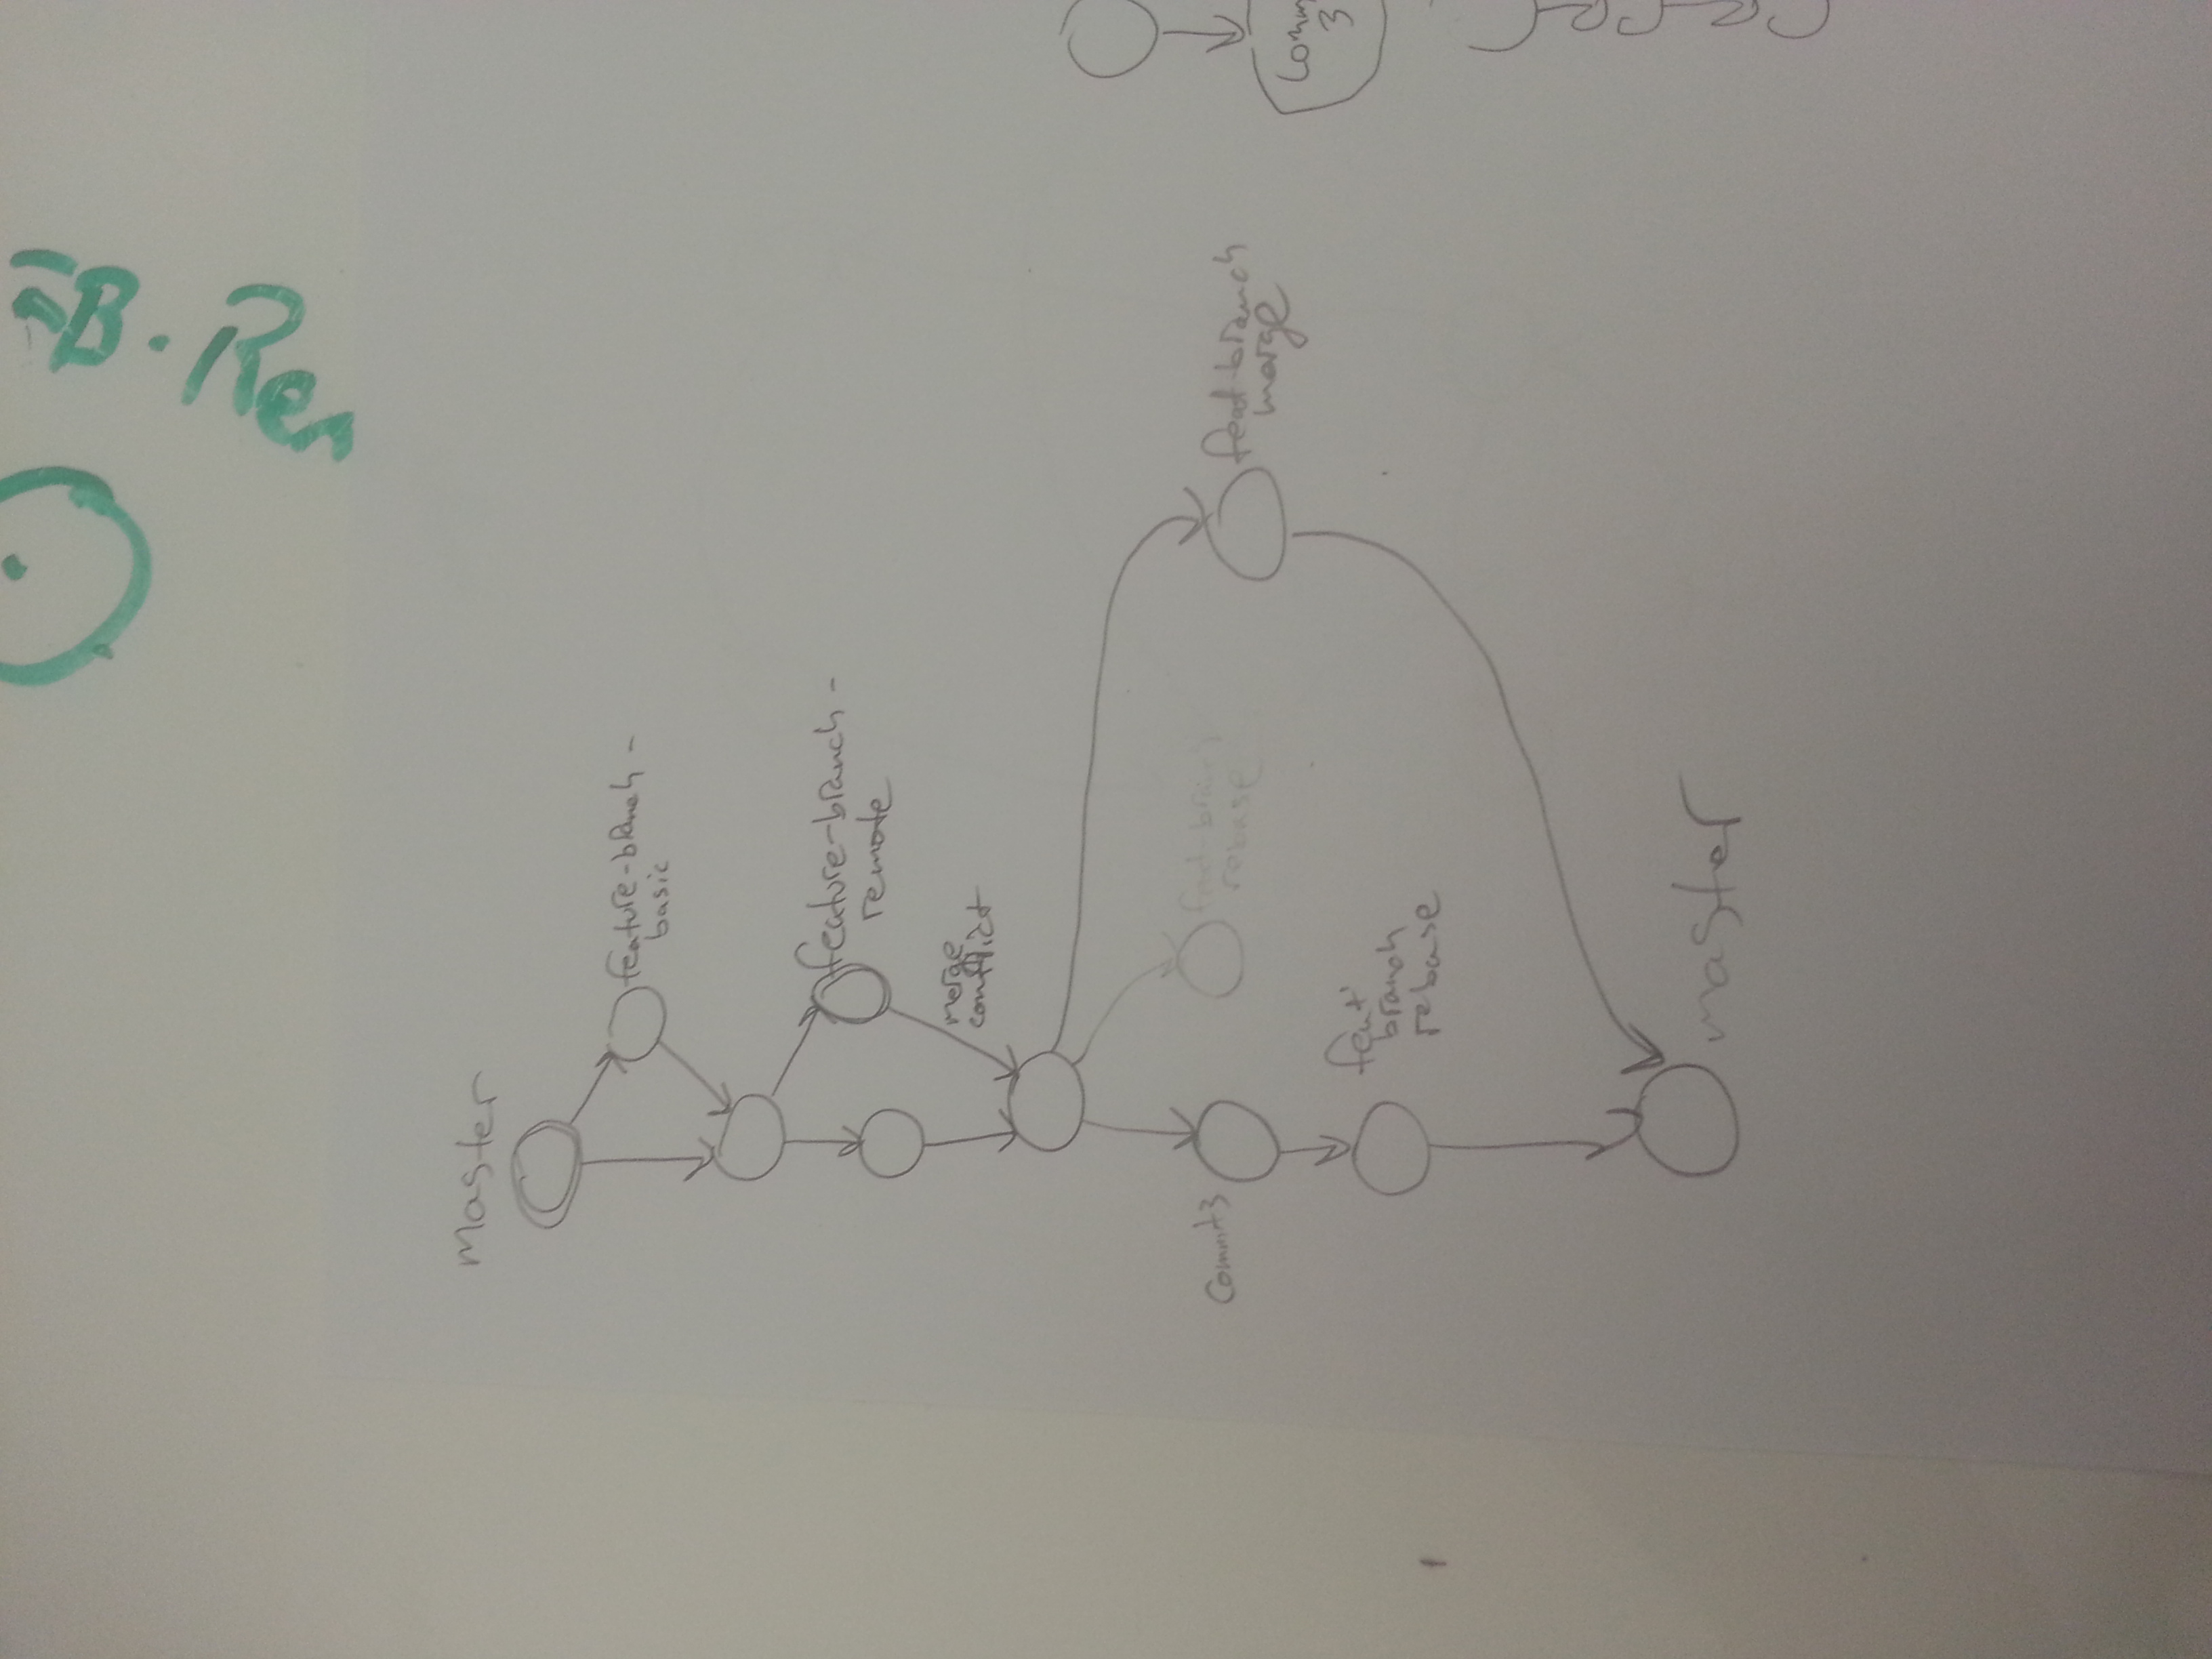 B. Rem
Master
feature-branch-
basic
feature-branch-
remote
merge
conflict
feat-branch
merge
feat-branch
rebase
Commit3
feat
branch
rebase
master
Comm
3